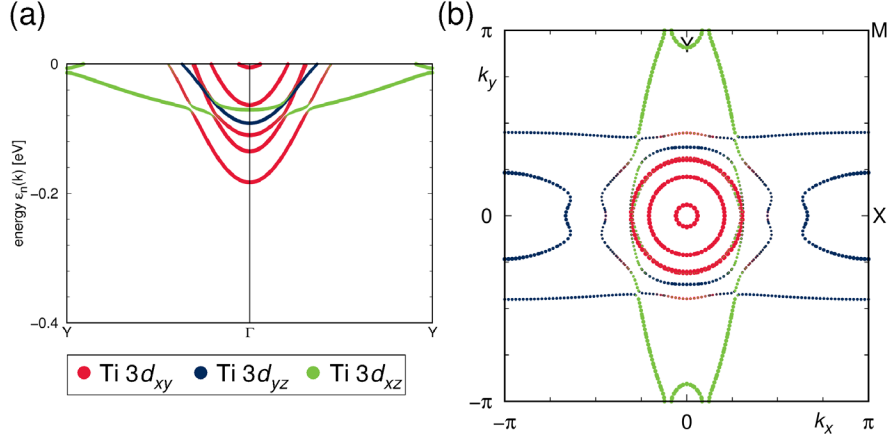 (a)
0
−0.2
−0.4
energy εn(k) [eV]
Y Γ Y
Ti 3dxy Ti 3dyz Ti 3dxz
(b)
π
ky
0
−π
Y
M
X
−π 0 kx π